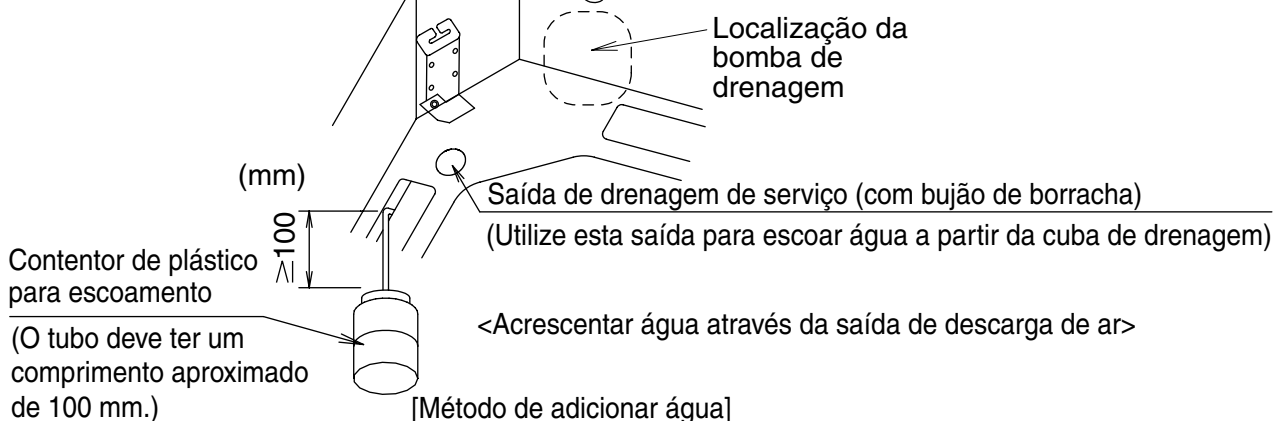 Localização da
bomba de
drenagem
(mm)
Saída de drenagem de serviço (com bujão de borracha)
(Utilize esta saída para escoar água a partir da cuba de drenagem)
≥100
Contentor de plástico
para escoamento
(O tubo deve ter um
comprimento aproximado
de 100 mm.)
<Acrescentar água através da saída de descarga de ar>
[Método de adicionar água]